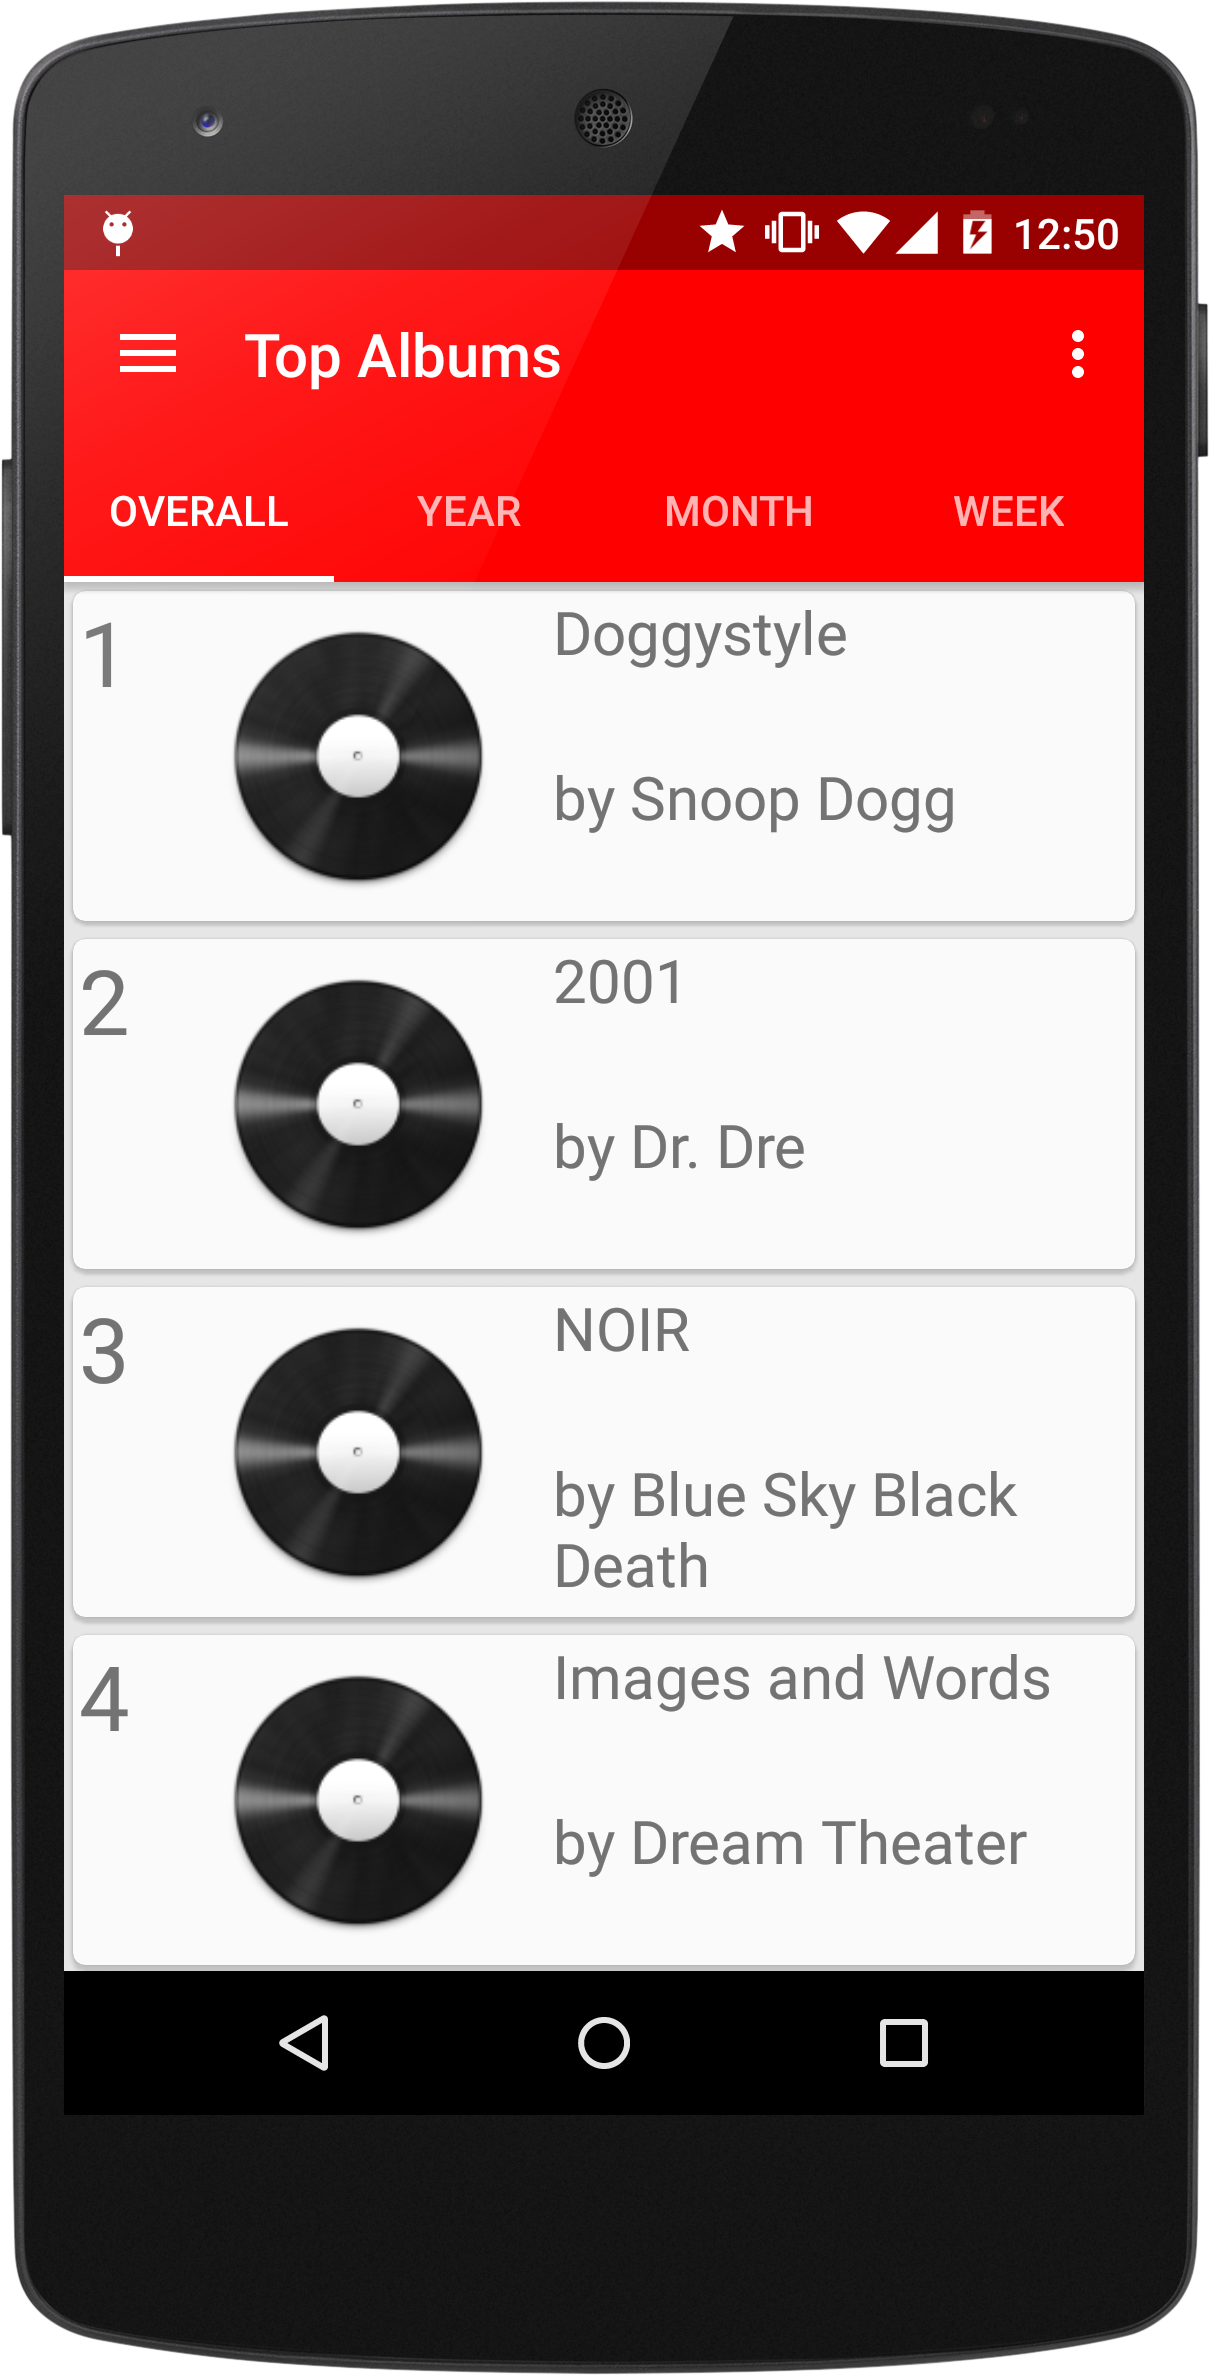 12:50
Top Albums
OVERALL YEAR MONTH WEEK
1
Doggystyle
by Snoop Dogg
2
2001
by Dr. Dre
3
NOIR
by Blue Sky Black
Death
4
Images and Words
by Dream Theater